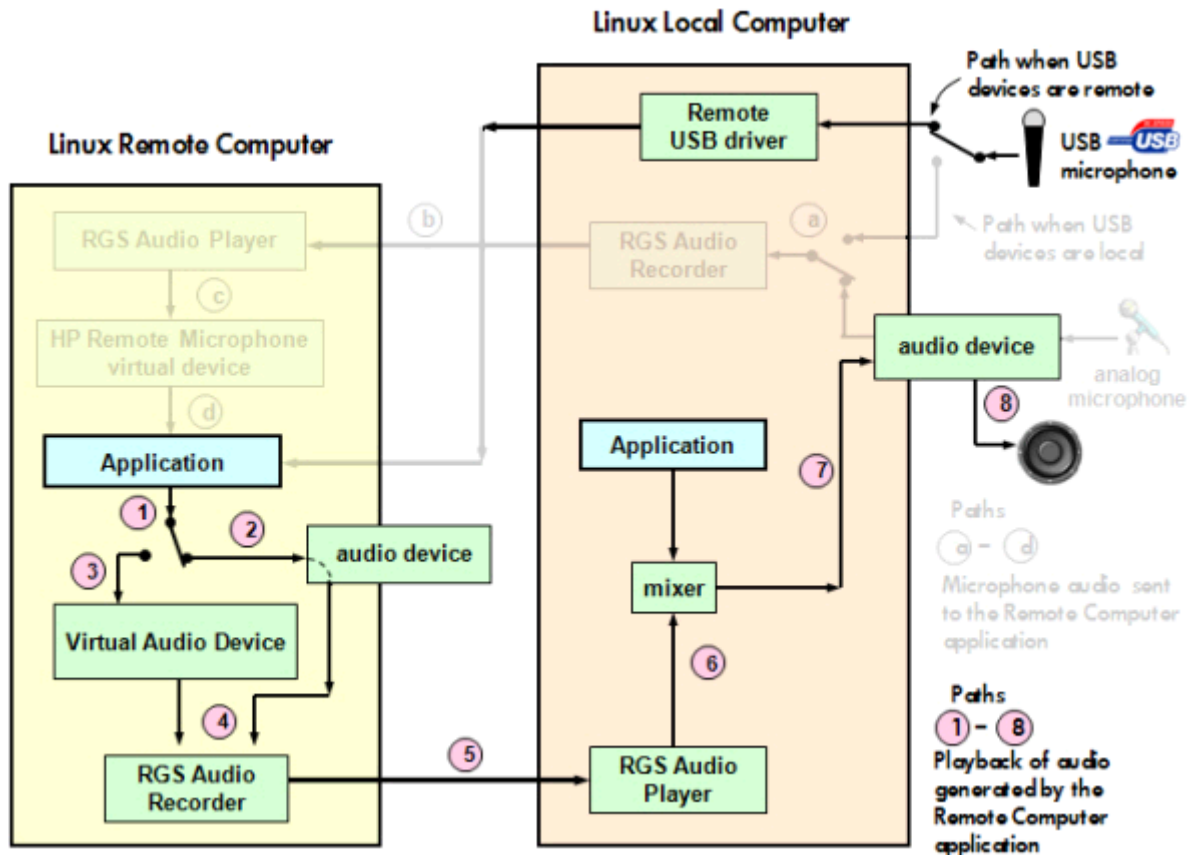 Linux Local Computer
Path when USB
devices are remote
Remote
USB driver
USB
USB
microphone
Linux Remote Computer
b
a
Path when USB
devices are local
RGS Audio Player
RGS Audio
Recorder
c
HP Remote Microphone
virtual device
audio device
analog
microphone
d
8
Application
Application
7
1
2
Paths
a – d
Microphone audio sent
to the Remote Computer
application
3
audio device
mixer
Virtual Audio Device
6
4
Paths
1 – 8
5
RGS Audio
Recorder
RGS Audio
Player
Playback of audio
generated by the
Remote Computer
application